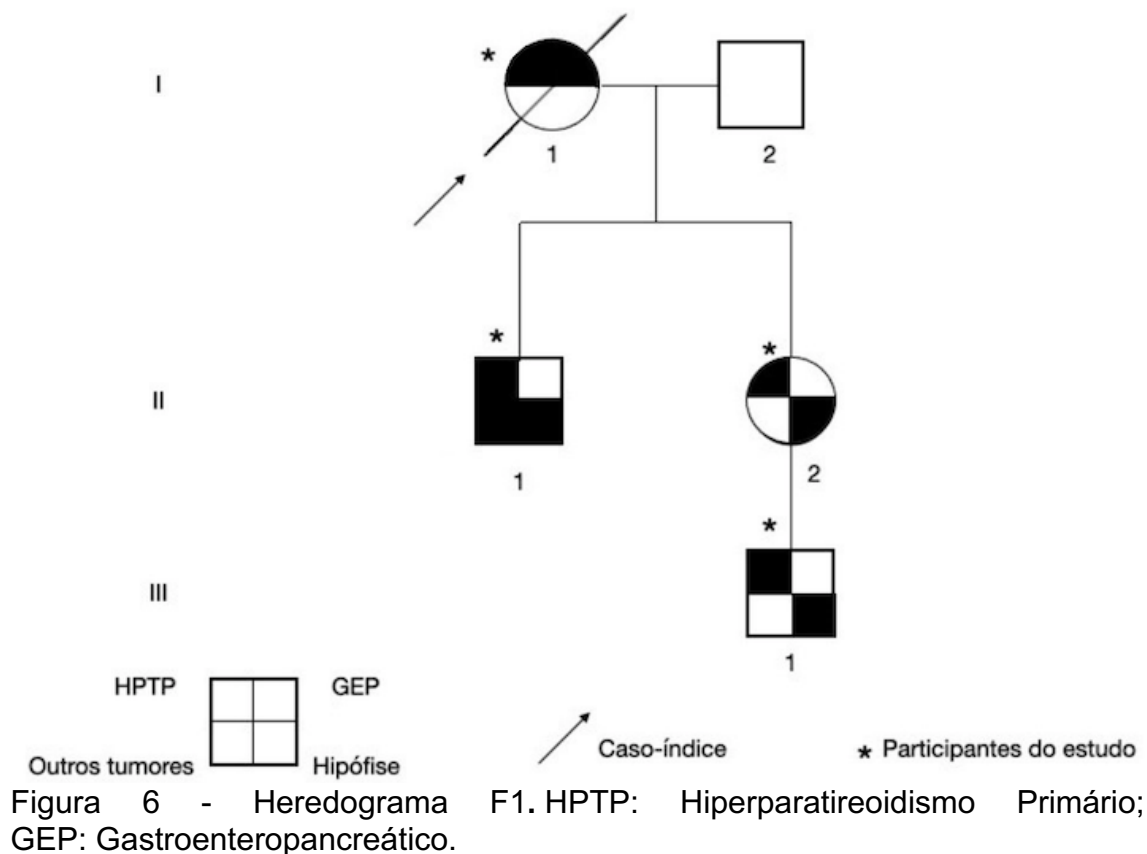 I
*
1
2
II
*
*
1
2
*
III
1
HPTP GEP
Outros tumores Hipófise
Caso-índice
* Participantes do estudo
Figura 6 - Heredograma F1. HPTP: Hiperparatireoidismo Primário;
GEP: Gastroenteropancreático.